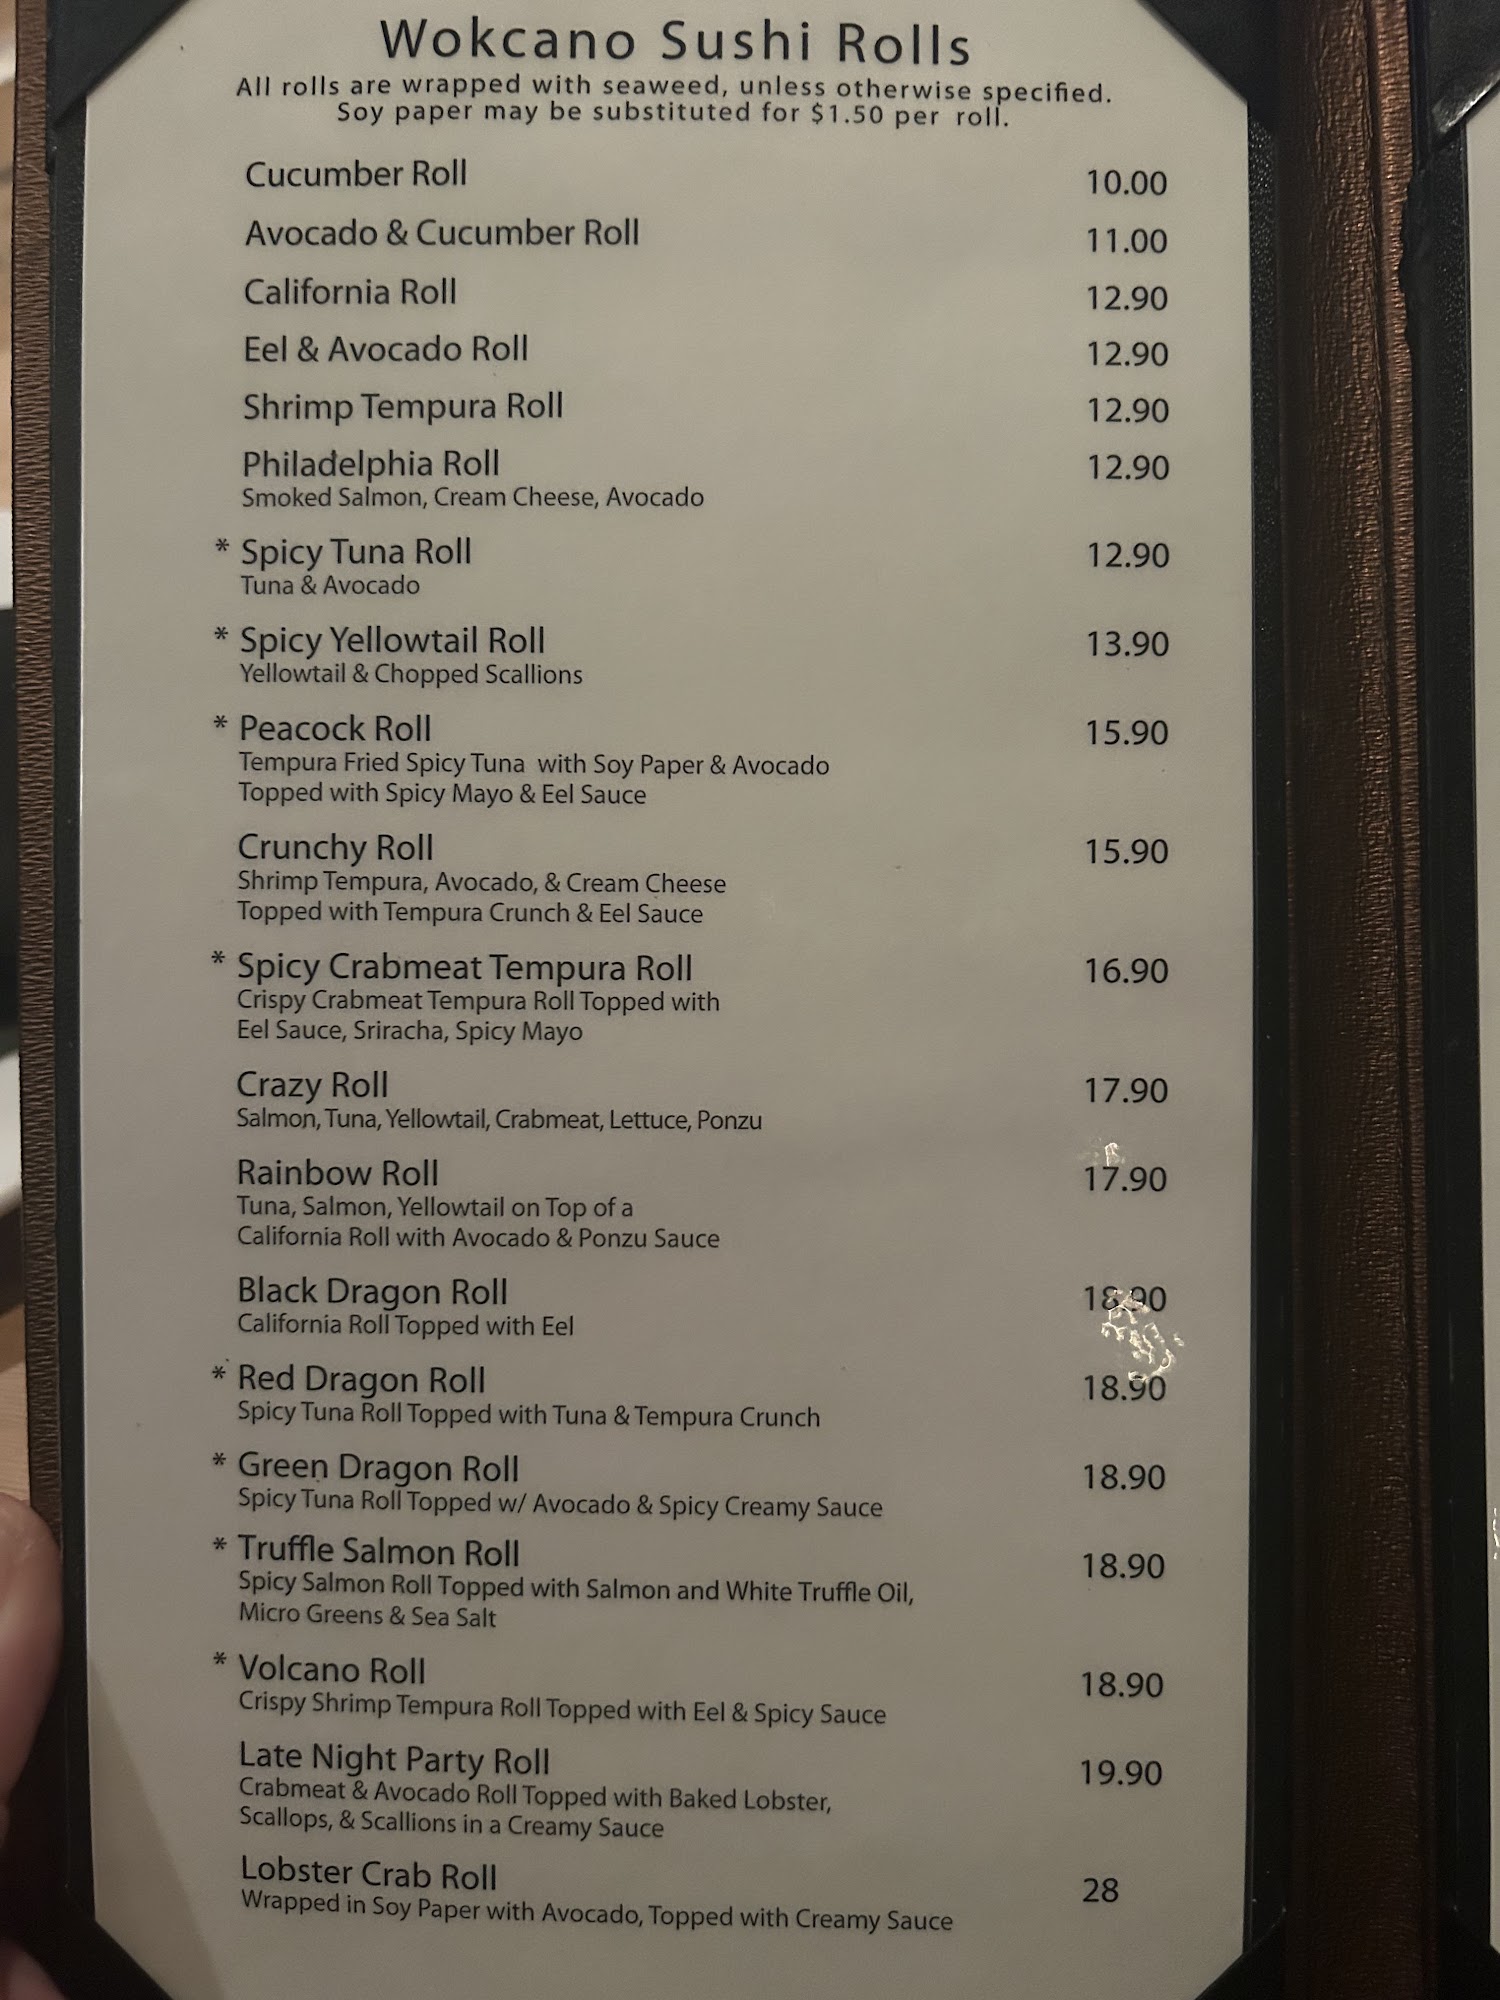 Wokcano Sushi Rolls
All rolls are wrapped with seaweed, unless otherwise specified.
Soy paper may be substituted for $1.50 per roll.
Cucumber Roll 10.00
Avocado & Cucumber Roll 11.00
California Roll 12.90
Eel & Avocado Roll 12.90
Shrimp Tempura Roll 12.90
Philadelphia Roll 12.90
Smoked Salmon, Cream Cheese, Avocado
* Spicy Tuna Roll 12.90
Tuna & Avocado
* Spicy Yellowtail Roll 13.90
Yellowtail & Chopped Scallions
* Peacock Roll 15.90
Tempura Fried Spicy Tuna with Soy Paper & Avocado
Topped with Spicy Mayo & Eel Sauce
Crunchy Roll 15.90
Shrimp Tempura, Avocado, & Cream Cheese
Topped with Tempura Crunch & Eel Sauce
* Spicy Crabmeat Tempura Roll 16.90
Crispy Crabmeat Tempura Roll Topped with
Eel Sauce, Sriracha, Spicy Mayo
Crazy Roll 17.90
Salmon, Tuna, Yellowtail, Crabmeat, Lettuce, Ponzu
Rainbow Roll 17.90
Tuna, Salmon, Yellowtail on Top of a
California Roll with Avocado & Ponzu Sauce
Black Dragon Roll 18.90
California Roll Topped with Eel
* Red Dragon Roll 18.90
Spicy Tuna Roll Topped with Tuna & Tempura Crunch
* Green Dragon Roll 18.90
Spicy Tuna Roll Topped w/ Avocado & Spicy Creamy Sauce
* Truffle Salmon Roll 18.90
Spicy Salmon Roll Topped with Salmon and White Truffle Oil,
Micro Greens & Sea Salt
* Volcano Roll 18.90
Crispy Shrimp Tempura Roll Topped with Eel & Spicy Sauce
Late Night Party Roll 19.90
Crabmeat & Avocado Roll Topped with Baked Lobster,
Scallops, & Scallions in a Creamy Sauce
Lobster Crab Roll 28
Wrapped in Soy Paper with Avocado, Topped with Creamy Sauce